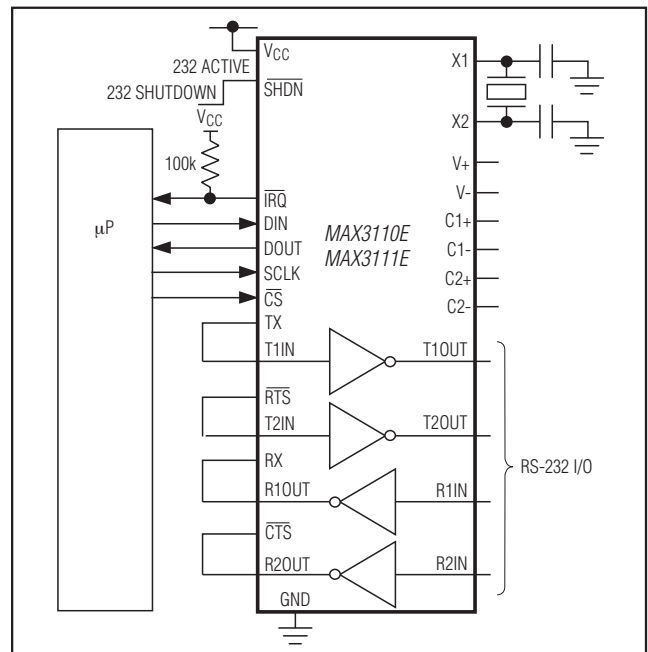 VCC
232 ACTIVE
SHDN
232 SHUTDOWN
VCC
100k
µP
IRQ
DIN
DOUT
SCLK
CS
TX
T1IN
RTS
T2IN
RX
R1OUT
CTS
R2OUT
GND
MAX3110E
MAX3111E
X1
X2
V+
V-
C1+
C1-
C2+
C2-
T1OUT
T2OUT
R1IN
R2IN
RS-232 I/O